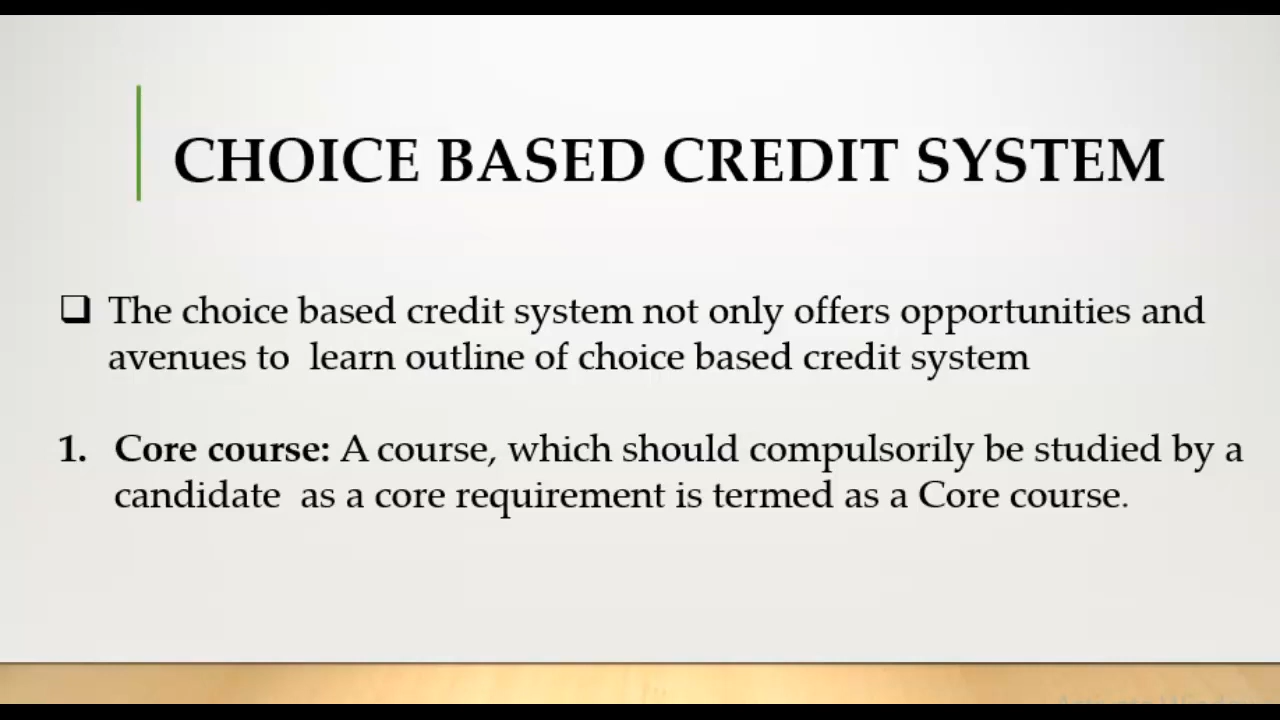 CHOICE BASED CREDIT SYSTEM
❑ The choice based credit system not only offers opportunities and
avenues to learn outline of choice based credit system
1. Core course: A course, which should compulsorily be studied by a
candidate as a core requirement is termed as a Core course.